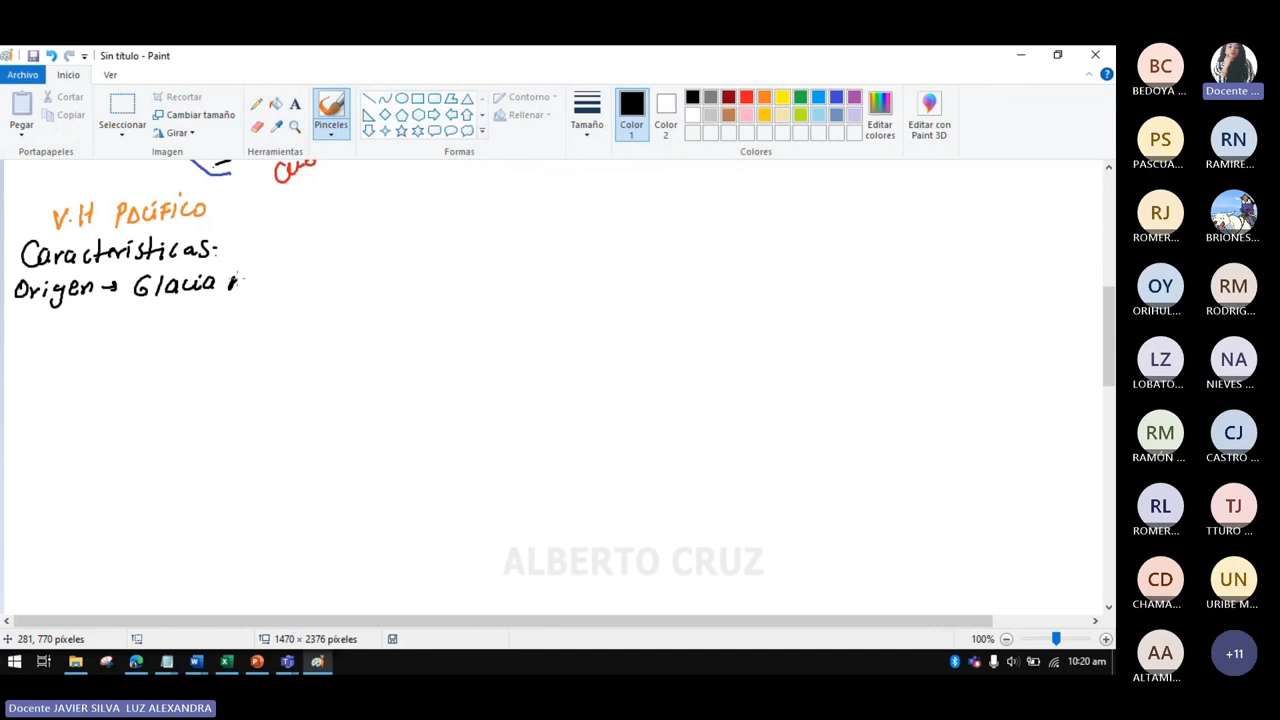 Sin título - Paint
Archivo Inicio Ver
Pegar
Cortar
Copiar
Portapapeles
Seleccionar
Recortar
Cambiar tamaño
Girar
Imagen
Herramientas
Pinceles
Contorno
Rellenar
Formas
Tamaño
Color 1
Color 2
Editar colores
Editar con Paint 3D
Colores
V.H Pacífico
Características:
Origen → Glacia
ALBERTO CRUZ
281, 770 píxeles
1470 × 2376 píxeles
100%
10:20 am
Docente JAVIER SILVA LUZ ALEXANDRA
BC
BEDOYA ...
Docente ...
PS
PASCUA...
RN
RAMIRE...
RJ
ROMER...
BRIONES...
OY
ORIHUL...
RM
RODRIG...
LZ
LOBATO...
NA
NIEVES ...
RM
RAMÓN ...
CJ
CASTRO ...
RL
ROMER...
TJ
TTURO ...
CD
CHAMA...
UN
URIBE M...
AA
ALTAMI...
+11